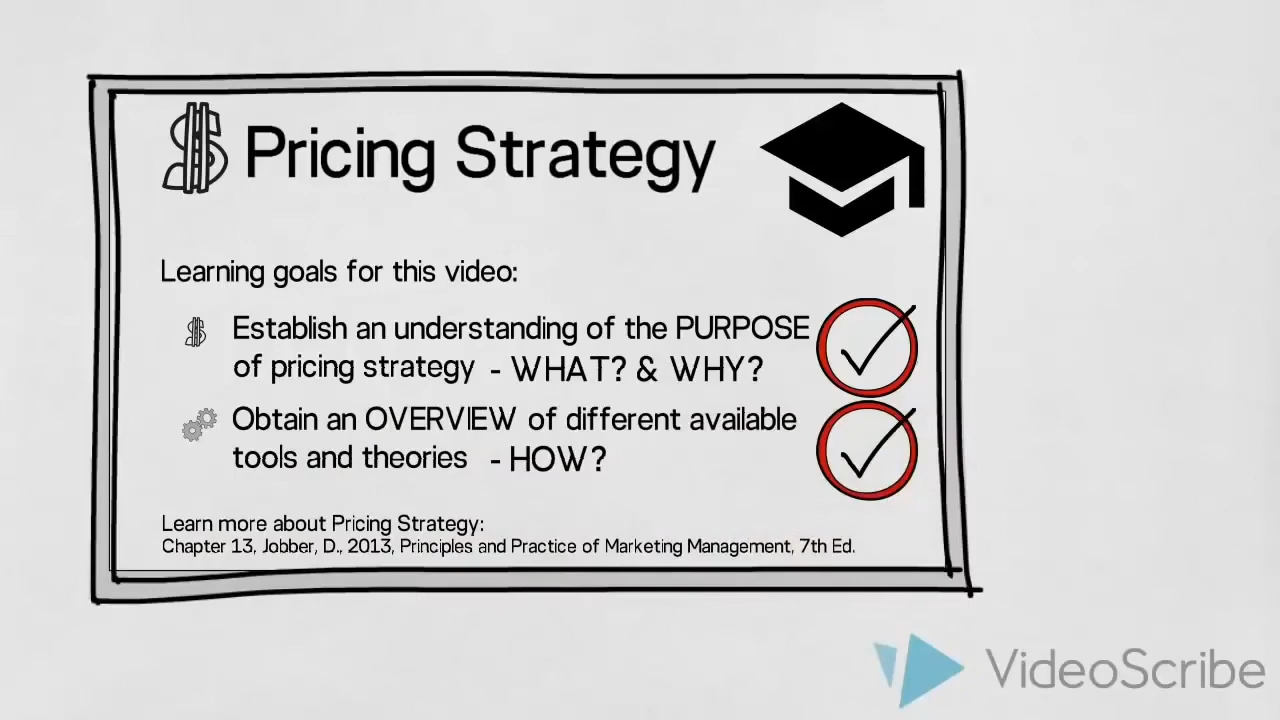 Pricing Strategy
Learning goals for this video:
Establish an understanding of the PURPOSE
of pricing strategy - WHAT? & WHY?
Obtain an OVERVIEW of different available
tools and theories - HOW?
Learn more about Pricing Strategy:
Chapter 13, Jobber, D., 2013, Principles and Practice of Marketing Management, 7th Ed.
VideoScribe